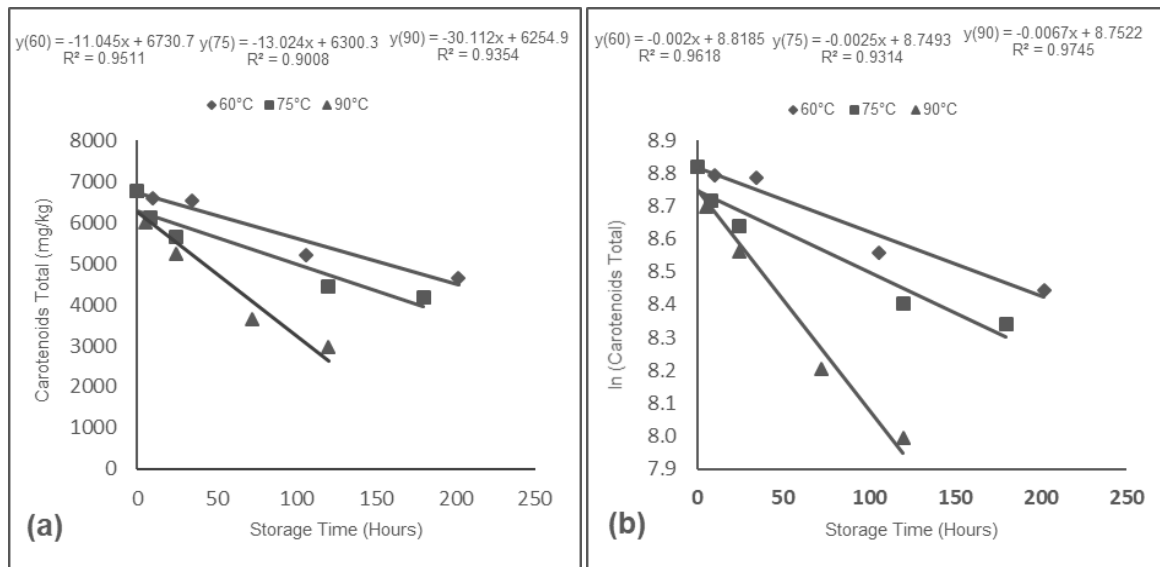 y(60) = -11.045x + 6730.7 y(75) = -13.024x + 6300.3 y(90) = -30.112x + 6254.9
R² = 0.9511 R² = 0.9008 R² = 0.9354
60°C 75°C 90°C
8000
7000
6000
5000
4000
3000
2000
1000
0
Carotenoids Total (mg/kg)
0 50 100 150 200 250
Storage Time (Hours)
(a)
y(60) = -0.002x + 8.8185 y(75) = -0.0025x + 8.7493 y(90) = -0.0067x + 8.7522
R² = 0.9618 R² = 0.9314 R² = 0.9745
60°C 75°C 90°C
8.9
8.8
8.7
8.6
8.5
8.4
8.3
8.2
8.1
8.0
7.9
ln (Carotenoids Total)
0 50 100 150 200 250
Storage Time (Hours)
(b)